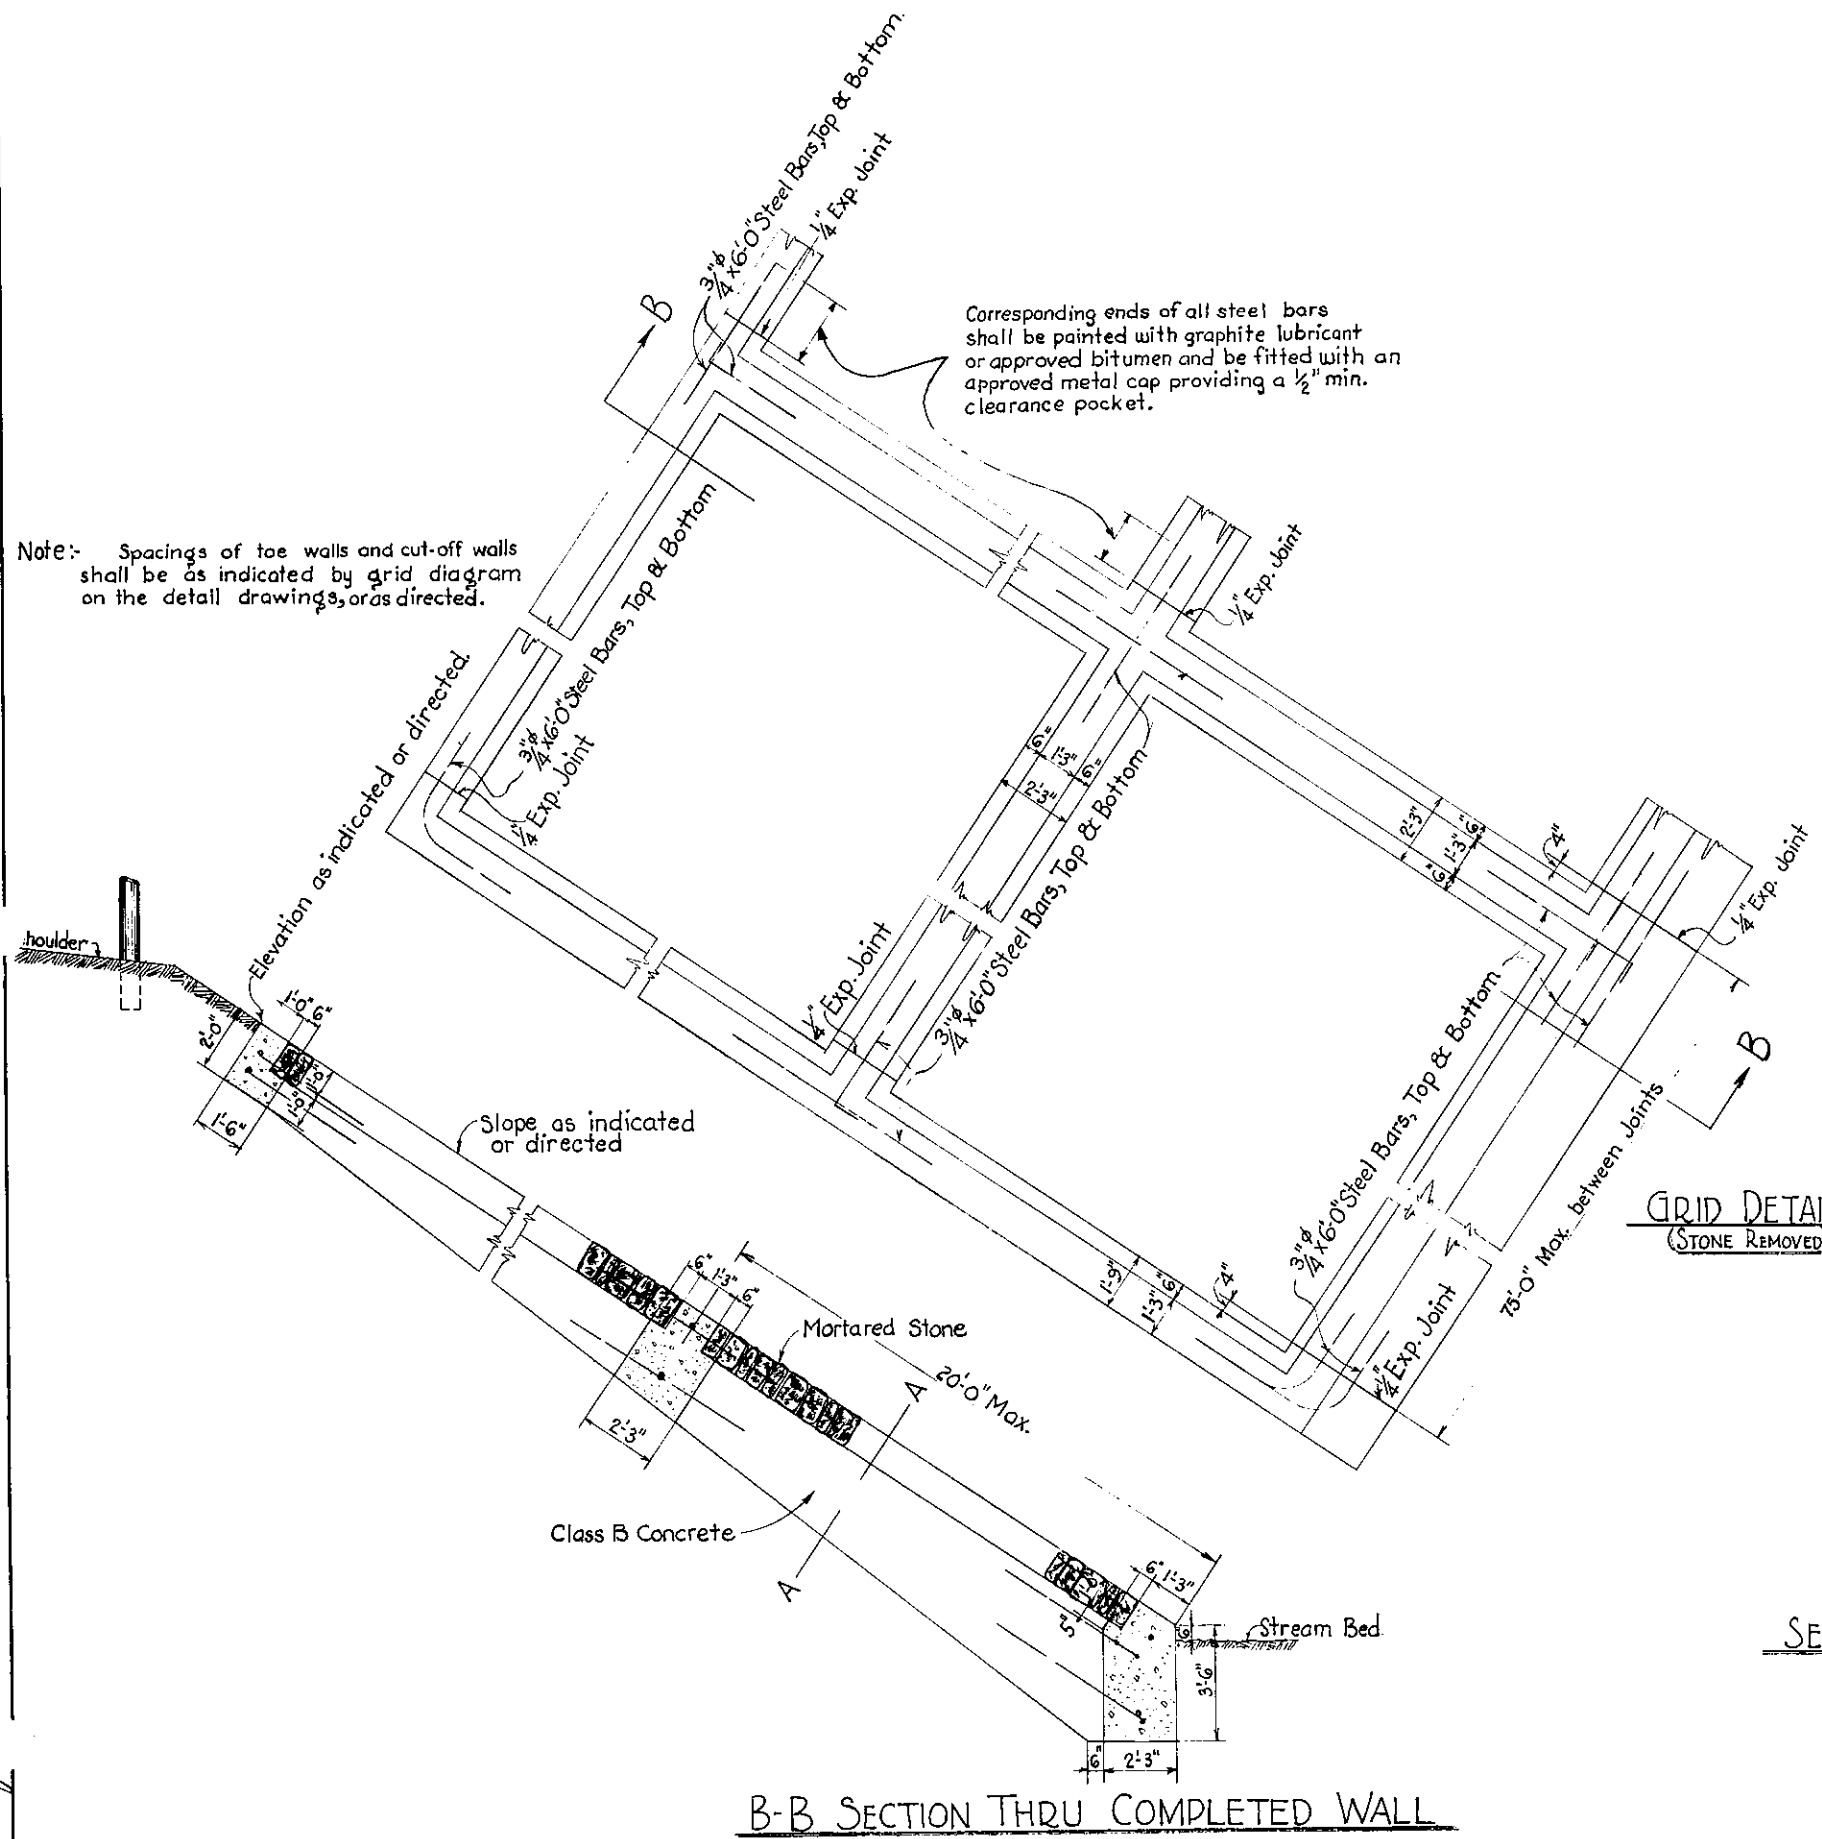 3/4"φ x 6'-0" Steel Bars, Top & Bottom.
1/4" Exp. Joint
B
Corresponding ends of all steel bars
shall be painted with graphite lubricant
or approved bitumen and be fitted with an
approved metal cap providing a 1/2" min.
clearance pocket.
Note:- Spacings of toe walls and cut-off walls
shall be as indicated by grid diagram
on the detail drawings, or as directed.
3/4"φ x 6'-0" Steel Bars, Top & Bottom
1/4" Exp. Joint
1/4" Exp. Joint
Elevation as indicated or directed.
6"
1'-3"
6"
2'-3"
3/4"φ x 6'-0" Steel Bars, Top & Bottom
1/4" Exp. Joint
2'-3"
6"
1'-3"
6"
4"
1/4" Exp. Joint
houlder
1'-0"
6"
2'-0"
1'-0"
1'-0"
1'-6"
Slope as indicated
or directed
3/4"φ x 6'-0" Steel Bars, Top & Bottom
B
75'-0" Max. between Joints
GRID DETAI
(STONE REMOVED
1'-9"
6"
1'-3"
4"
1/4" Exp. Joint
6"
1'-3"
6"
Mortared Stone
20'-0" Max.
A
2'-3"
Class B Concrete
A
6"
1'-3"
5"
6"
Stream Bed
3'-6"
6"
2'-3"
SE
B-B SECTION THRU COMPLETED WALL